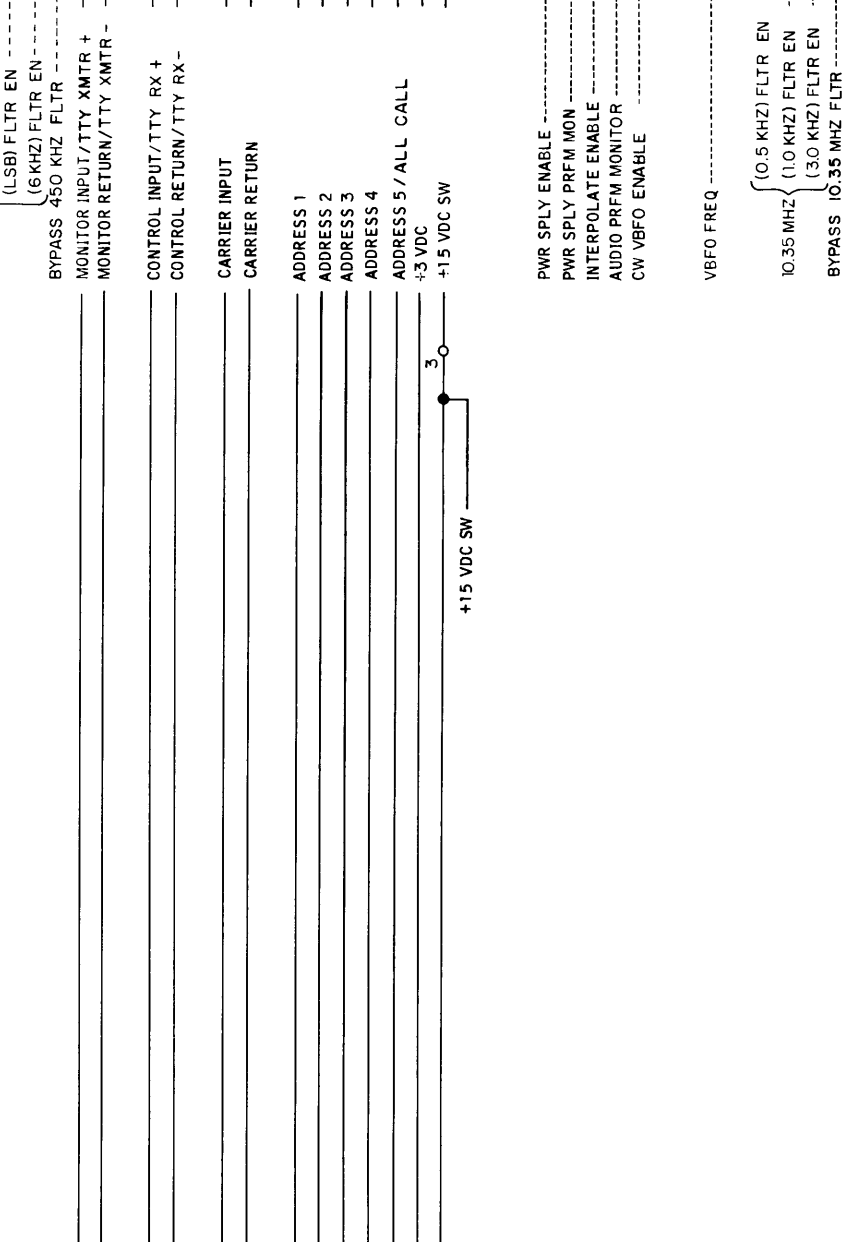 (LSB) FLTR EN
(6 KHZ) FLTR EN
BYPASS 450 KHZ FLTR
MONITOR INPUT/TTY XMTR +
MONITOR RETURN/TTY XMTR -
CONTROL INPUT/TTY RX +
CONTROL RETURN/TTY RX -
CARRIER INPUT
CARRIER RETURN
ADDRESS 1
ADDRESS 2
ADDRESS 3
ADDRESS 4
ADDRESS 5/ALL CALL
+3 VDC
+15 VDC SW
3
+15 VDC SW
PWR SPLY ENABLE
PWR SPLY PRFM MON
INTERPOLATE ENABLE
AUDIO PRFM MONITOR
CW VBFO ENABLE
VBFO FREQ
(0.5 KHZ) FLTR EN
10.35 MHZ (1.0 KHZ) FLTR EN
(3.0 KHZ) FLTR EN
BYPASS 10.35 MHZ FLTR